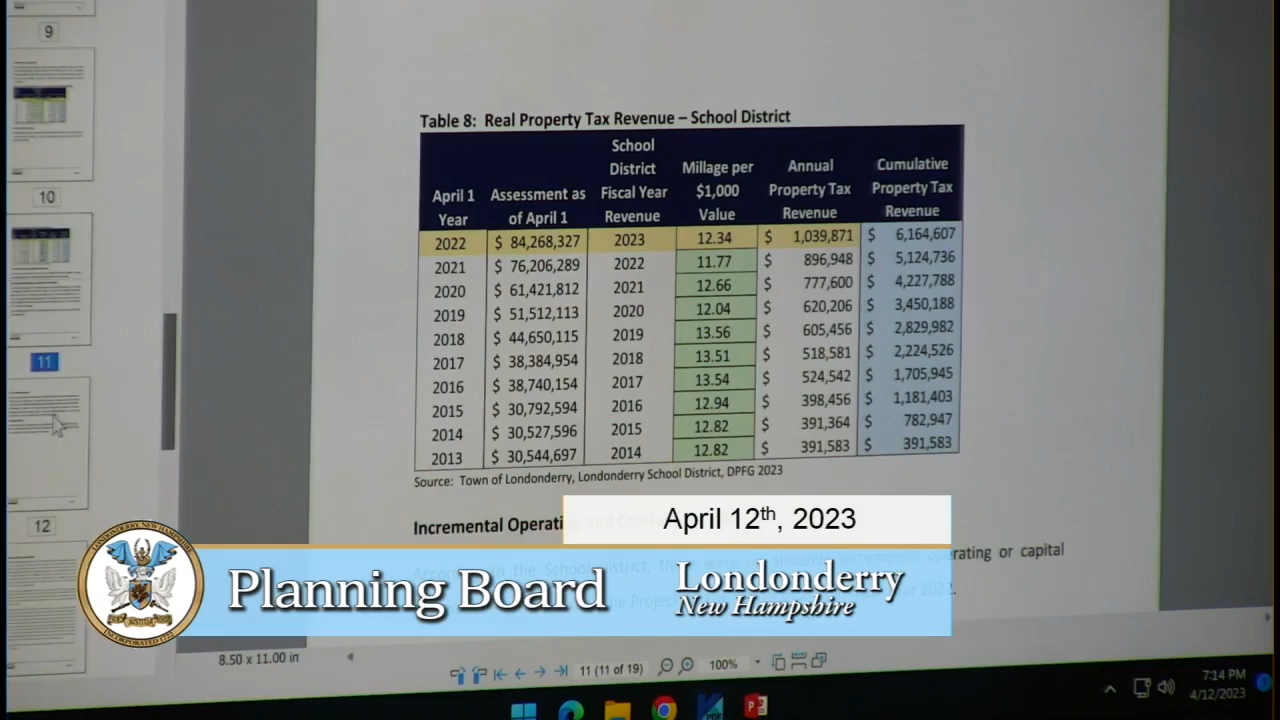 9
10
11
12
Table 8: Real Property Tax Revenue – School District
April 1 Year | Assessment as of April 1 | School District Fiscal Year Revenue | Millage per $1,000 Value | Annual Property Tax Revenue | Cumulative Property Tax Revenue
2022 $ 84,268,327 2023 12.34 $ 1,039,871 $ 6,164,607
2021 $ 76,206,289 2022 11.77 $ 896,948 $ 5,124,736
2020 $ 61,421,812 2021 12.66 $ 777,600 $ 4,227,788
2019 $ 51,512,113 2020 12.04 $ 620,206 $ 3,450,188
2018 $ 44,650,115 2019 13.56 $ 605,456 $ 2,829,982
2017 $ 38,384,954 2018 13.51 $ 518,581 $ 2,224,526
2016 $ 38,740,154 2017 13.54 $ 524,542 $ 1,705,945
2015 $ 30,792,594 2016 12.94 $ 398,456 $ 1,181,403
2014 $ 30,527,596 2015 12.82 $ 391,364 $ 782,947
2013 $ 30,544,697 2014 12.82 $ 391,583 $ 391,583
Source: Town of Londonderry, Londonderry School District, DPFG 2023
Incremental Operating and
April 12th, 2023
the School District, operating or capital
Planning Board
Londonderry
New Hampshire
8.50 x 11.00 in
11 (11 of 19)
100%
7:14 PM
4/12/2023